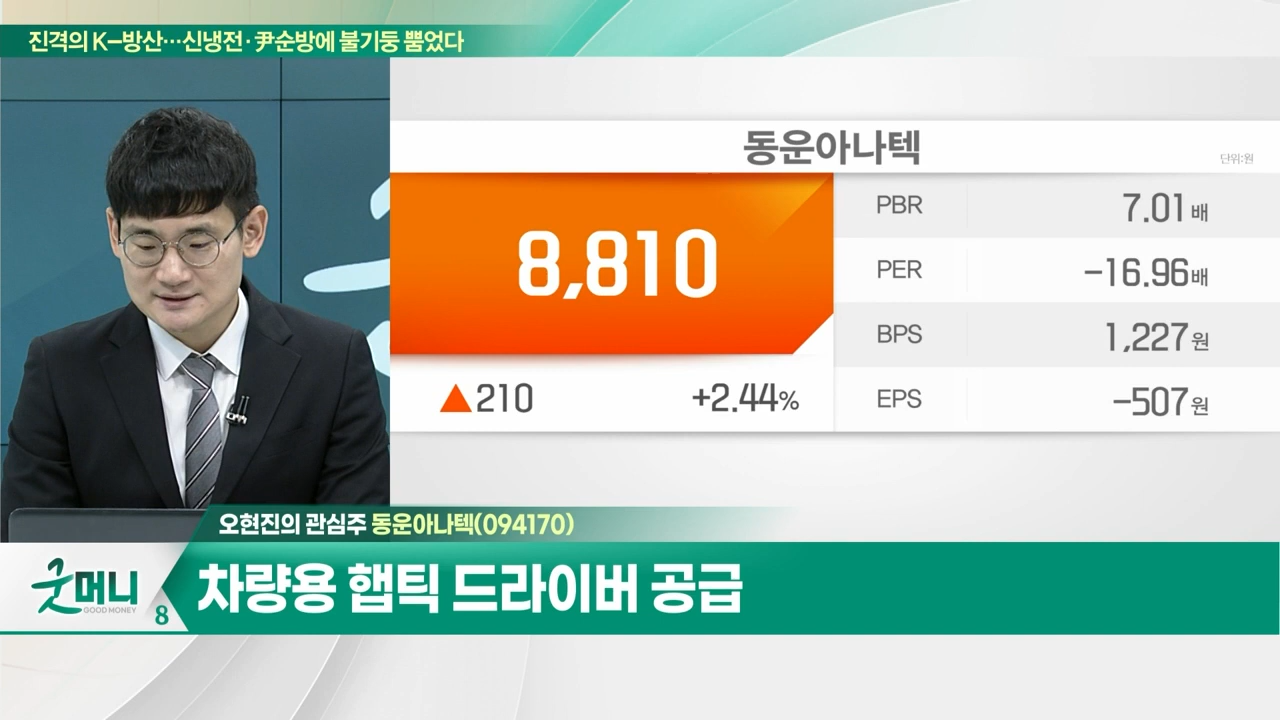 진격의 K-방산…신냉전·尹순방에 불기둥 뿜었다
동운아나텍
단위:원
8,810
▲210 +2.44%
PBR 7.01배
PER -16.96배
BPS 1,227원
EPS -507원
오현진의 관심주 동운아나텍(094170)
굿머니
GOOD MONEY
8
차량용 햅틱 드라이버 공급